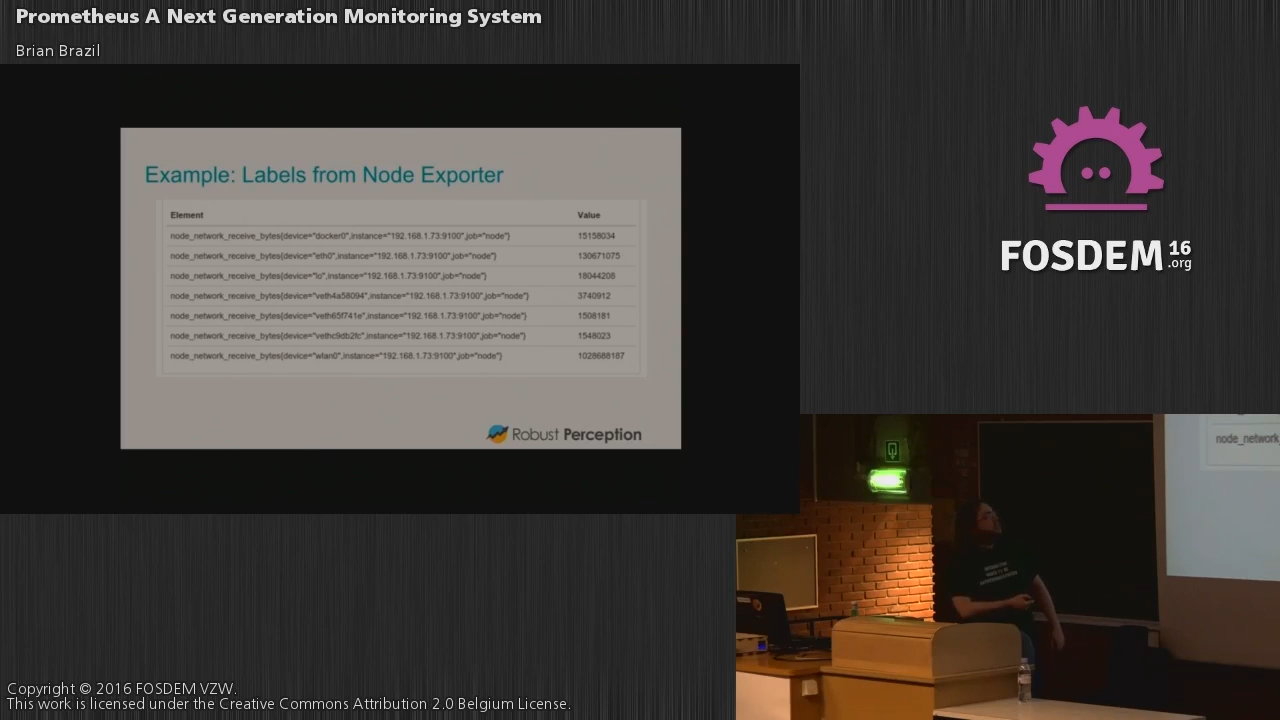 Prometheus A Next Generation Monitoring System
Brian Brazil
Example: Labels from Node Exporter
Element Value
node_network_receive_bytes{device="docker0",instance="192.168.1.73:9100",job="node"} 15158034
node_network_receive_bytes{device="eth0",instance="192.168.1.73:9100",job="node"} 130671075
node_network_receive_bytes{device="lo",instance="192.168.1.73:9100",job="node"} 18044208
node_network_receive_bytes{device="veth4a58094",instance="192.168.1.73:9100",job="node"} 3740912
node_network_receive_bytes{device="veth65f741e",instance="192.168.1.73:9100",job="node"} 1508181
node_network_receive_bytes{device="vethc9db2fc",instance="192.168.1.73:9100",job="node"} 1548023
node_network_receive_bytes{device="wlan0",instance="192.168.1.73:9100",job="node"} 1028688187
Robust Perception
FOSDEM 16 .org
node_network
Copyright © 2016 FOSDEM VZW.
This work is licensed under the Creative Commons Attribution 2.0 Belgium License.